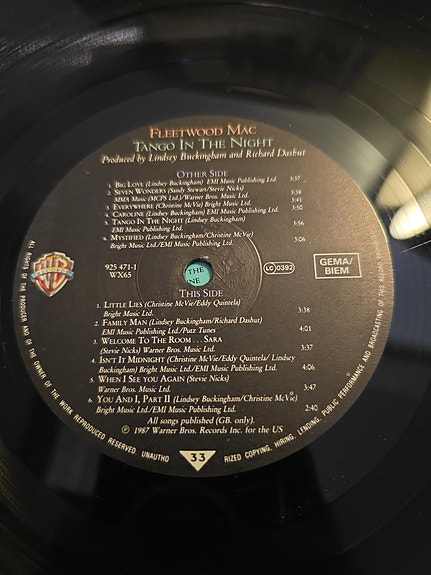 FLEETWOOD MAC
TANGO IN THE NIGHT
Produced by Lindsey Buckingham and Richard Dashut
OTHER SIDE
1. BIG LOVE (Lindsey Buckingham) EMI Music Publishing Ltd. 3:37
2. SEVEN WONDERS (Sandy Stewart/Stevie Nicks)
MMA Music (MCPS Ltd.)/Warner Bros. Music Ltd. 3:38
3. EVERYWHERE (Christine McVie) Bright Music Ltd. 3:41
4. CAROLINE (Lindsey Buckingham) EMI Music Publishing Ltd. 3:50
5. TANGO IN THE NIGHT (Lindsey Buckingham)
EMI Music Publishing Ltd. 3:56
6. MYSTIFIED (Lindsey Buckingham/Christine McVie)
Bright Music Ltd./EMI Music Publishing Ltd. 3:06
925 471-1
WX65
THE
NE
LC 0392
GEMA/
BIEM
THIS SIDE
1. LITTLE LIES (Christine McVie/Eddy Quintela)
Bright Music Ltd. 3:38
2. FAMILY MAN (Lindsey Buckingham/Richard Dashut)
EMI Music Publishing Ltd./Putz Tunes 4:01
3. WELCOME TO THE ROOM . . . SARA
(Stevie Nicks) Warner Bros. Music Ltd. 3:37
4. ISN'T IT MIDNIGHT (Christine McVie/Eddy Quintela/ Lindsey
Buckingham) Bright Music Ltd./EMI Music Publishing Ltd. 4:06
5. WHEN I SEE YOU AGAIN (Stevie Nicks)
Warner Bros. Music Ltd. 3:47
6. YOU AND I, PART II (Lindsey Buckingham/Christine McVie)
Bright Music Ltd./EMI Music Publishing Ltd. 2:40
All songs published (GB. only).
℗ 1987 Warner Bros. Records Inc. for the US
33
ALL RIGHTS OF THE PRODUCER AND OF THE OWNER OF THE WORK REPRODUCED RESERVED. UNAUTHO RIZED COPYING, HIRING, LENDING, PUBLIC PERFORMANCE AND BROADCASTING OF THIS RECORD